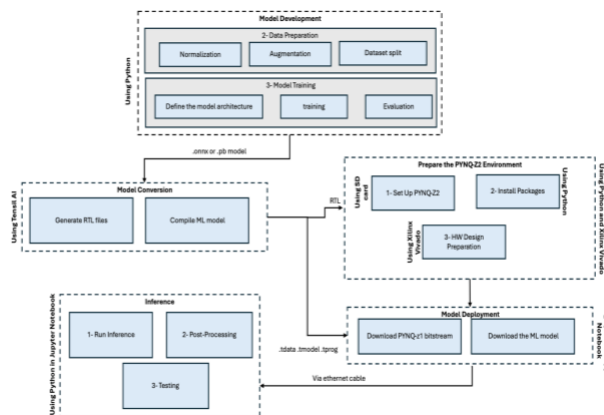 Model Development
2- Data Preparation
Normalization
Augmentation
Dataset split
3- Model Training
Define the model architecture
training
Evaluation
Using Python
.onnx or .pb model
Using Tensil AI
Model Conversion
Generate RTL files
Compile ML model
RTL
Prepare the PYNQ-Z2 Environment
Using SD
card
1- Set Up PYNQ-Z2
2- Install Packages
Using Python
Using Xilinx
Vivado
3- HW Design
Preparation
Using Python and Xilinx Vivado
Model Deployment
Download PYNQ-z1 bitstream
Download the ML model
Notebook
.tdata .tmodel .tprog
Via ethernet cable
Using Python in Jupyter Notebook
Inference
1- Run Inference
2- Post-Processing
3- Testing